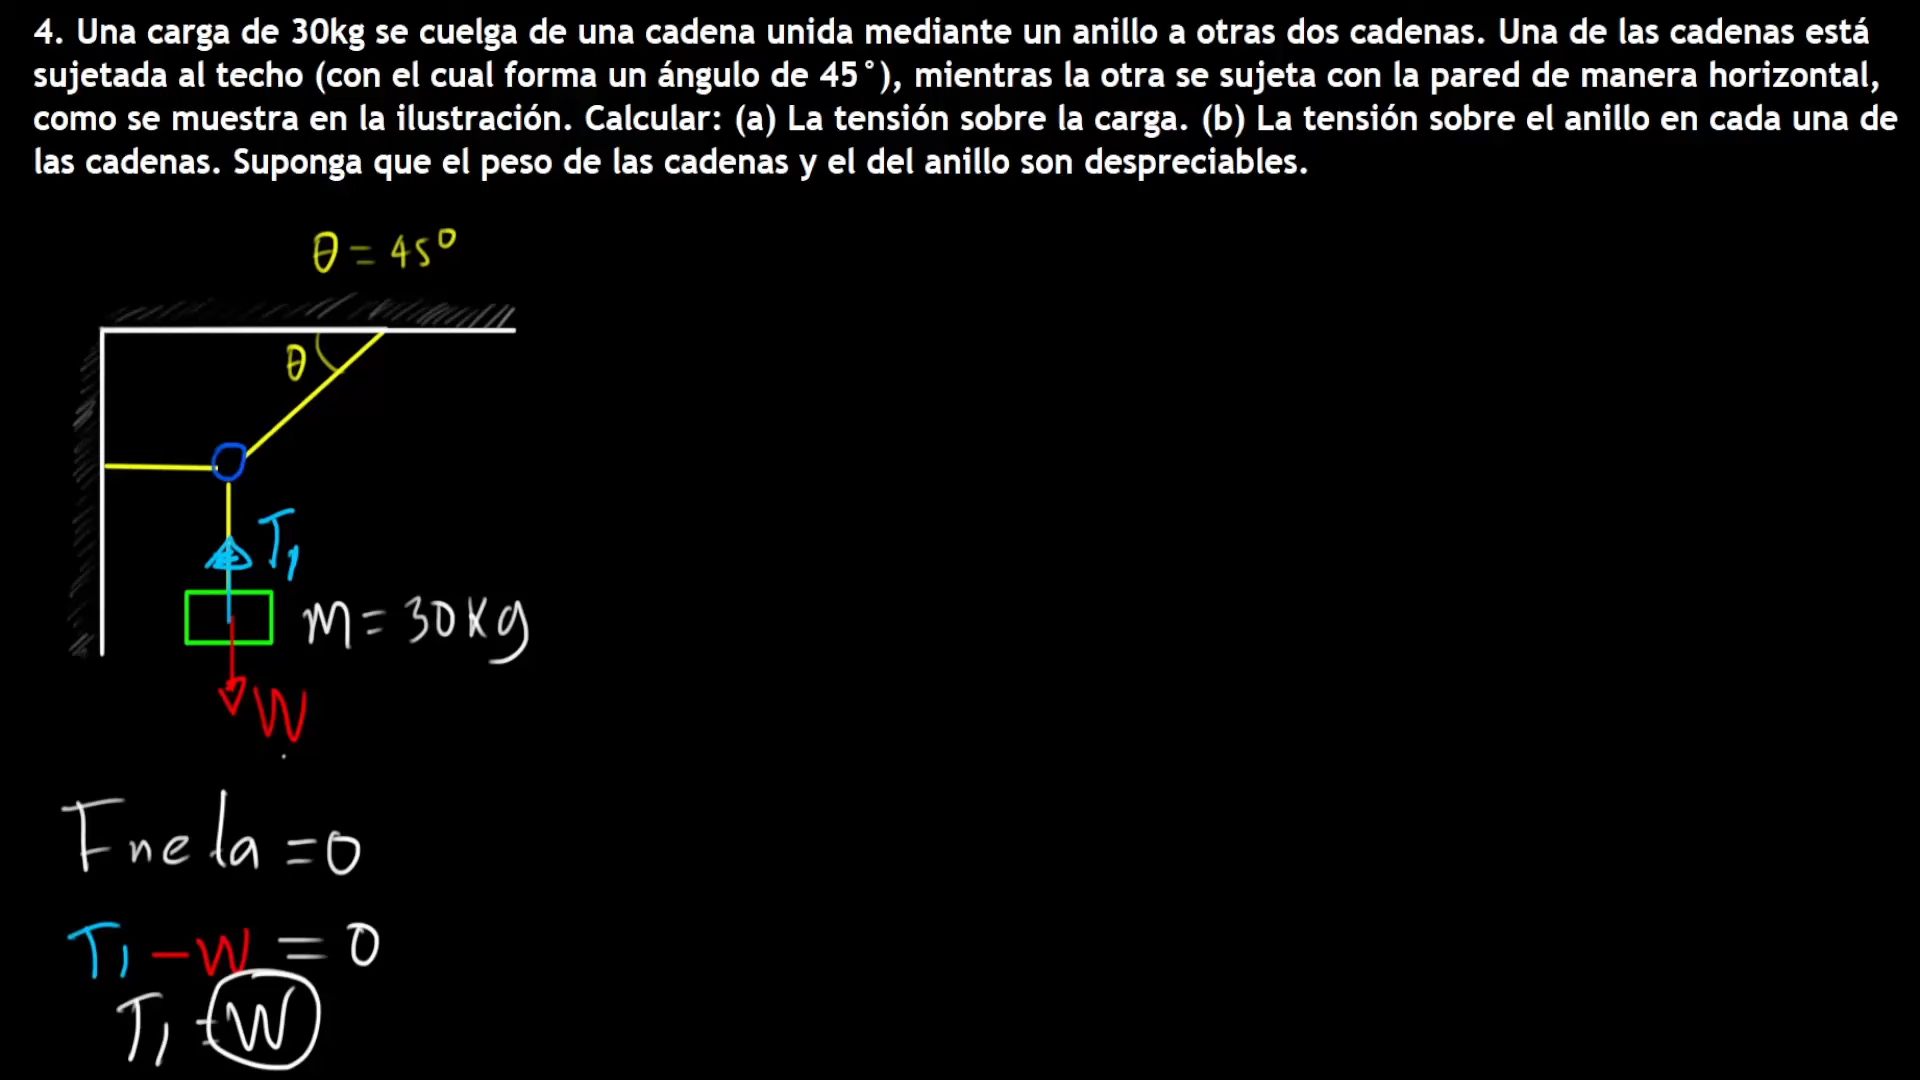 4. Una carga de 30kg se cuelga de una cadena unida mediante un anillo a otras dos cadenas. Una de las cadenas está
sujetada al techo (con el cual forma un ángulo de 45°), mientras la otra se sujeta con la pared de manera horizontal,
como se muestra en la ilustración. Calcular: (a) La tensión sobre la carga. (b) La tensión sobre el anillo en cada una de
las cadenas. Suponga que el peso de las cadenas y el del anillo son despreciables.
θ = 45°
θ
T₁
m = 30kg
W
Fneta = 0
T₁ - W = 0
T₁ = W